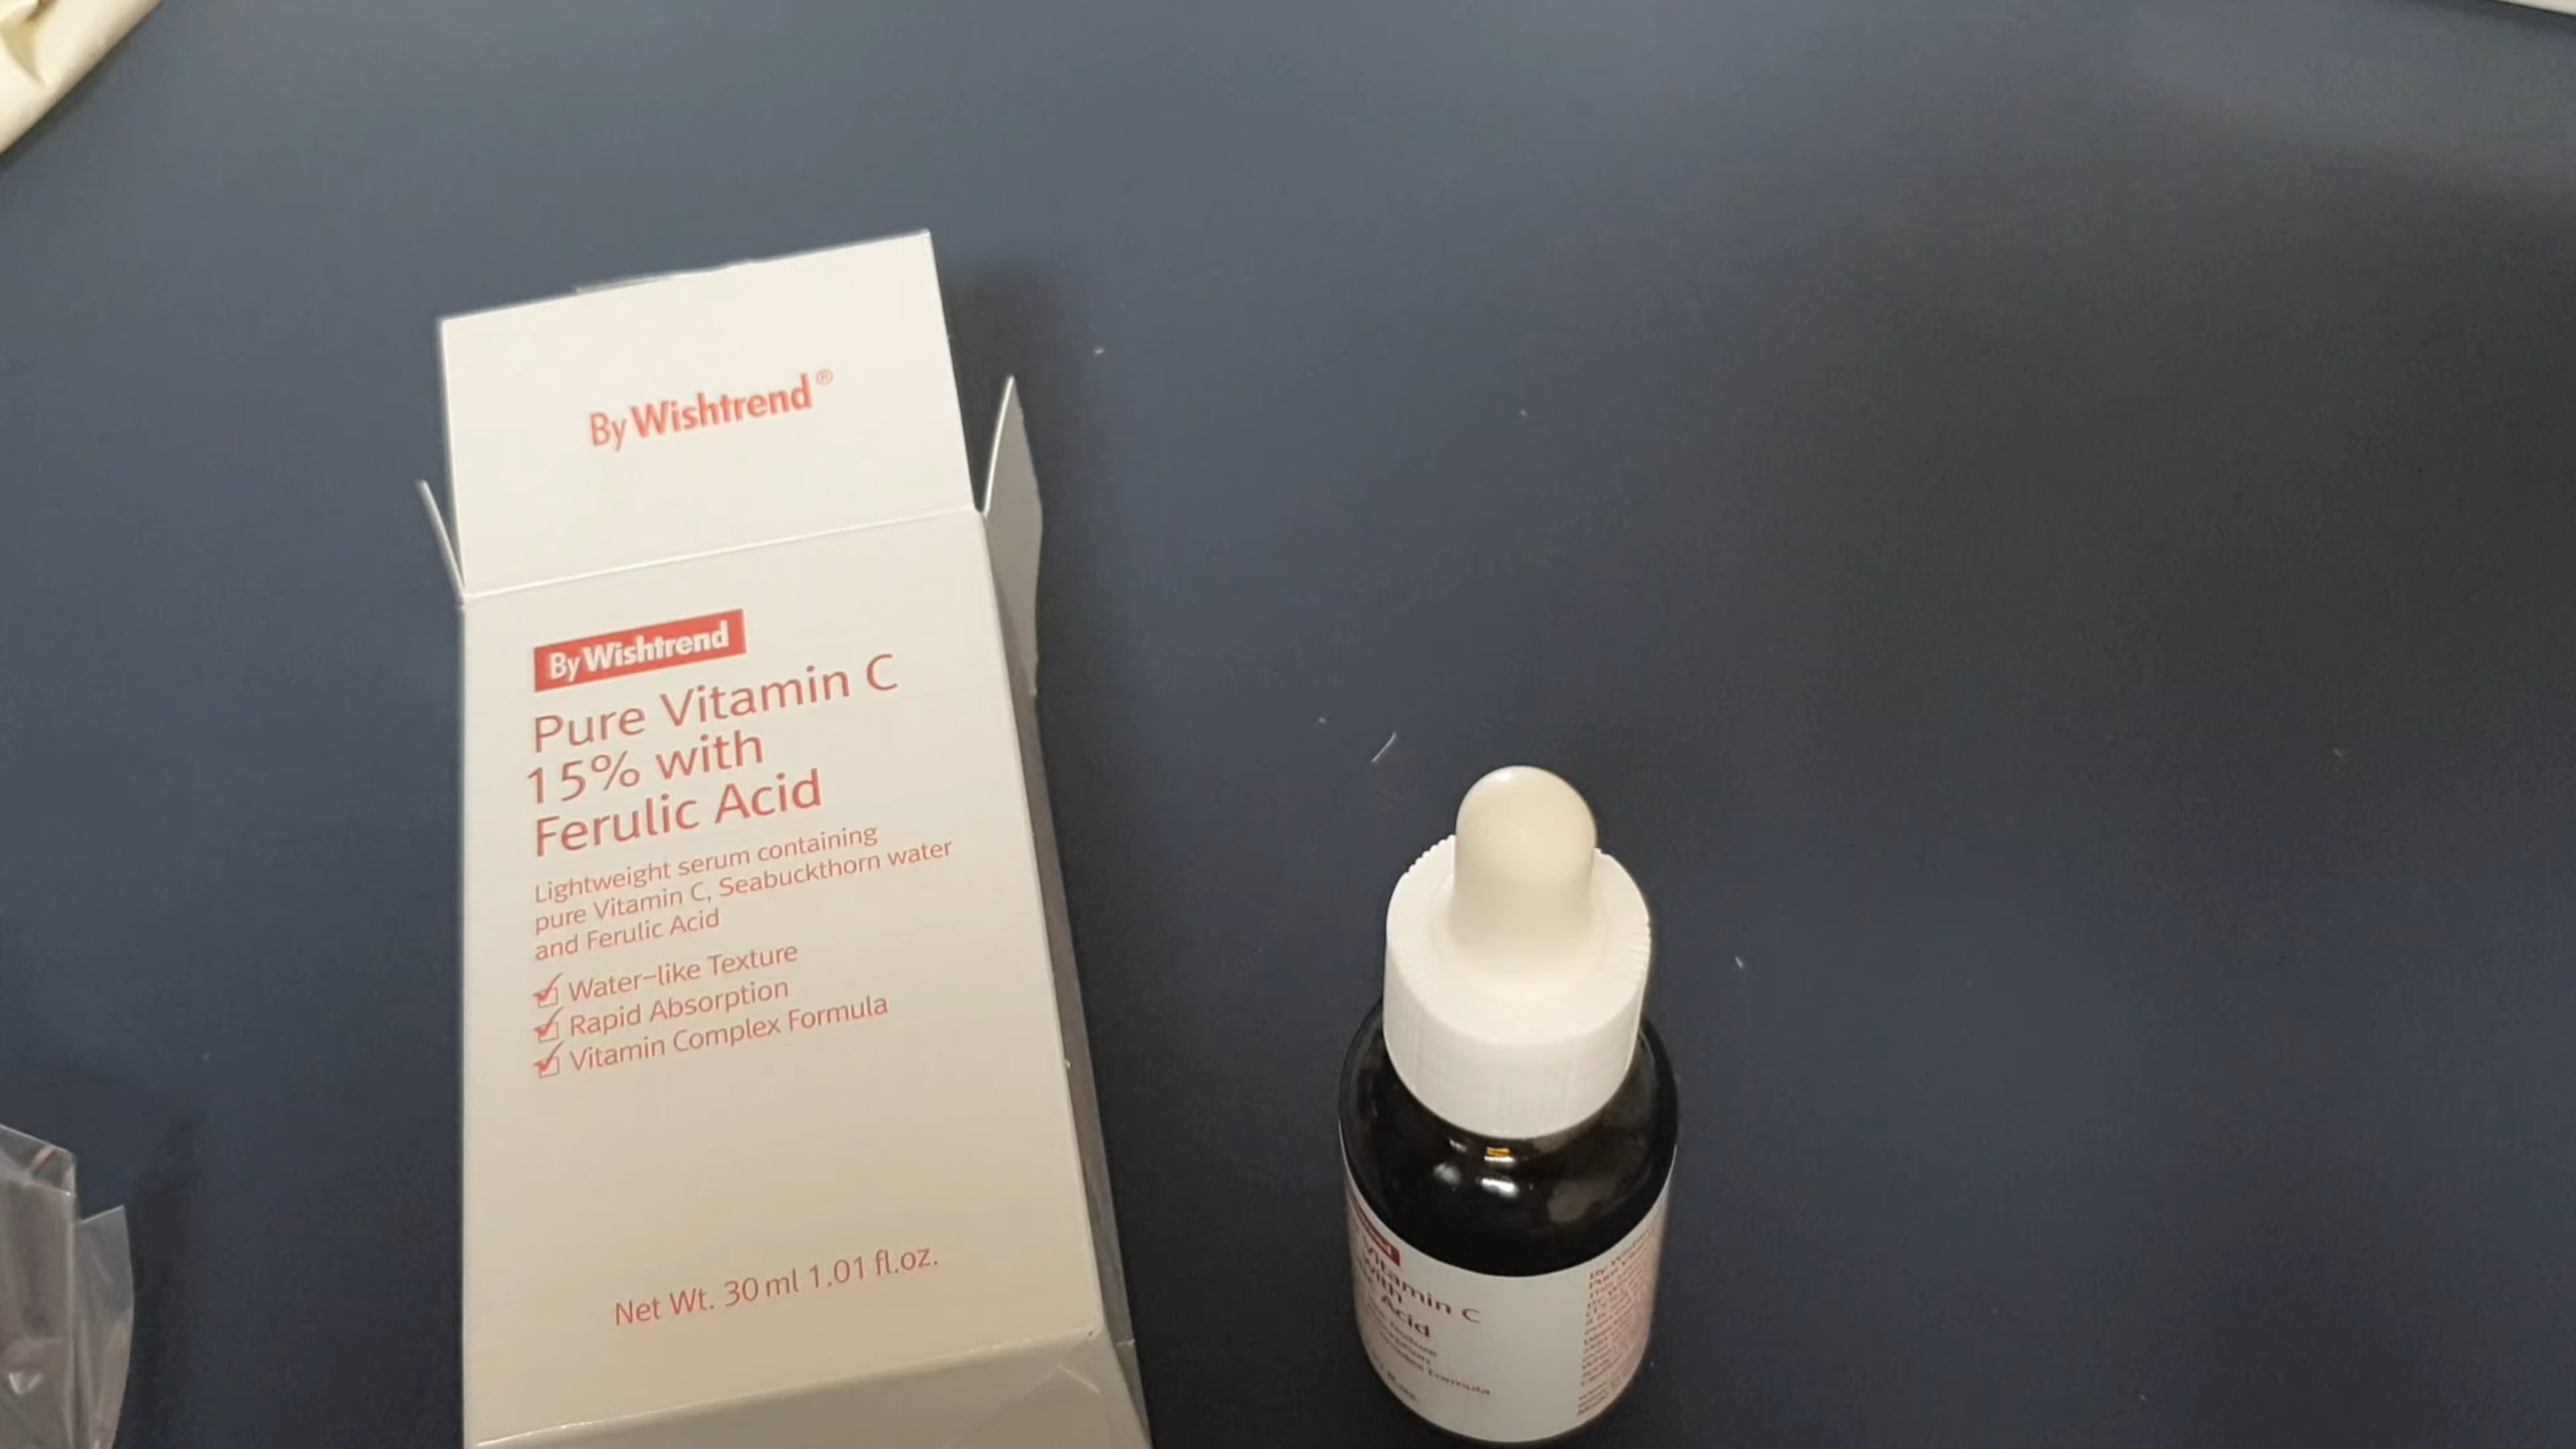 By Wishtrend®
By Wishtrend
Pure Vitamin C
15% with
Ferulic Acid
Lightweight serum containing
pure Vitamin C, Seabuckthorn water
and Ferulic Acid
Water-like Texture
Rapid Absorption
Vitamin Complex Formula
Net Wt. 30 ml 1.01 fl.oz.
Vitamin C
Acid
Formula